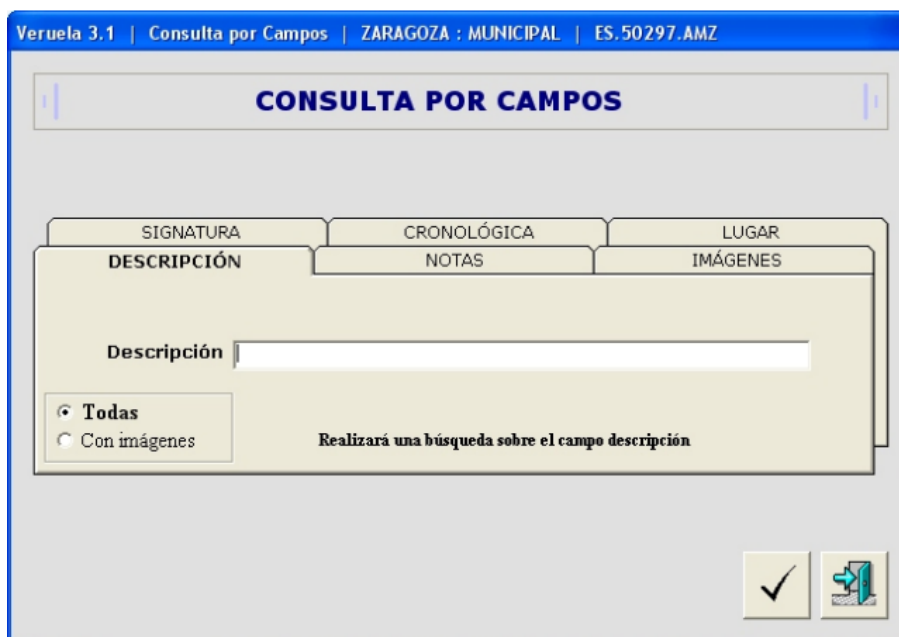 Veruela 3.1 | Consulta por Campos | ZARAGOZA : MUNICIPAL | ES.50297.AMZ
CONSULTA POR CAMPOS
SIGNATURA CRONOLÓGICA LUGAR
DESCRIPCIÓN NOTAS IMÁGENES
Descripción
Todas
Con imágenes Realizará una búsqueda sobre el campo descripción